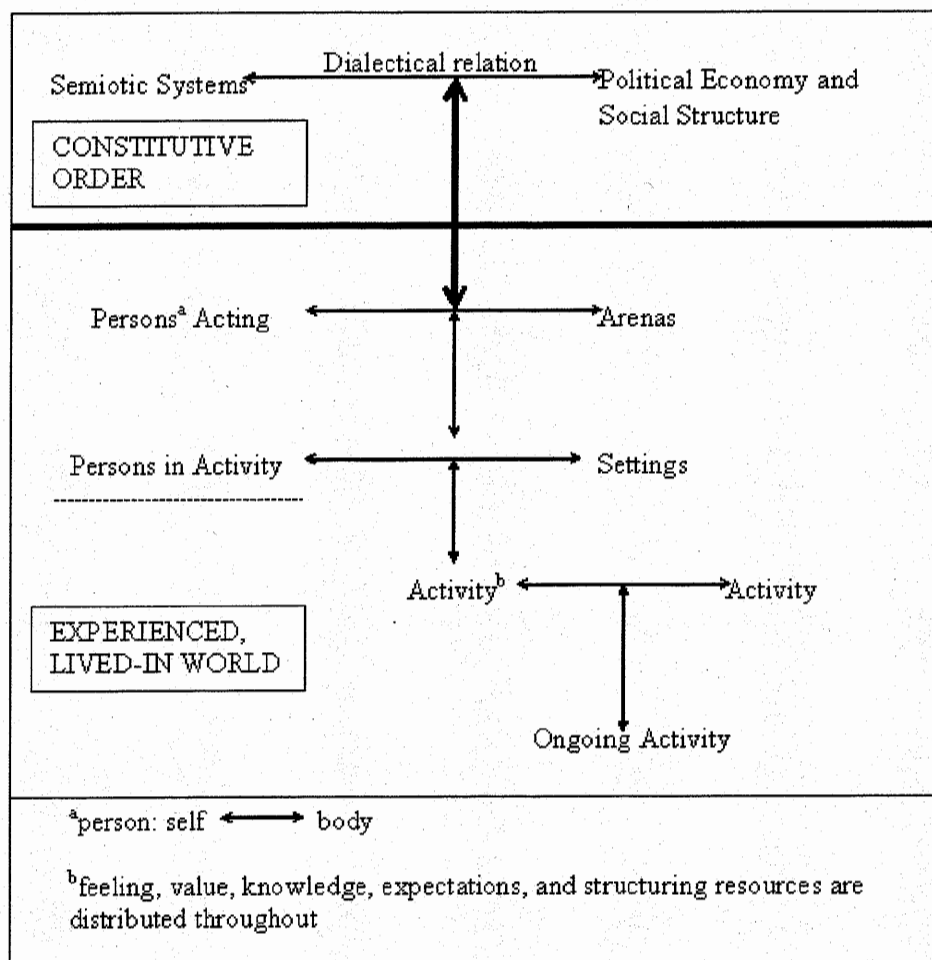 Dialectical relation
Semiotic Systems
Political Economy and
Social Structure
CONSTITUTIVE
ORDER
Personsᵃ Acting
Arenas
Persons in Activity
Settings
Activityᵇ
Activity
EXPERIENCED,
LIVED-IN WORLD
Ongoing Activity
ᵃperson: self body
ᵇfeeling, value, knowledge, expectations, and structuring resources are
distributed throughout